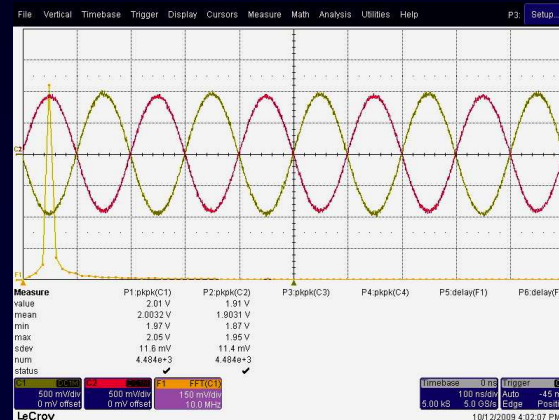 File Vertical Timebase Trigger Display Cursors Measure Math Analysis Utilities Help P3: Setup...
C2
F1
Measure P1:pkpk(C1) P2:pkpk(C2) P3:pkpk(C3) P4:pkpk(C4) P5:delay(F1) P6:delay(F
value 2.01 V 1.91 V
mean 2.0032 V 1.9031 V
min 1.97 V 1.87 V
max 2.05 V 1.95 V
sdev 11.6 mV 11.4 mV
num 4.484e+3 4.484e+3
status
C1 C2 F1 FFT(C1) Timebase 0 ns Trigger
500 mV/div 500 mV/div 150 mV/div 100 ns/div Auto -45 m
0 mV offset 0 mV offset 10.0 MHz 5.00 kS 5.0 GS/s Edge Positi
LeCroy 10/12/2009 4:02:07 PM